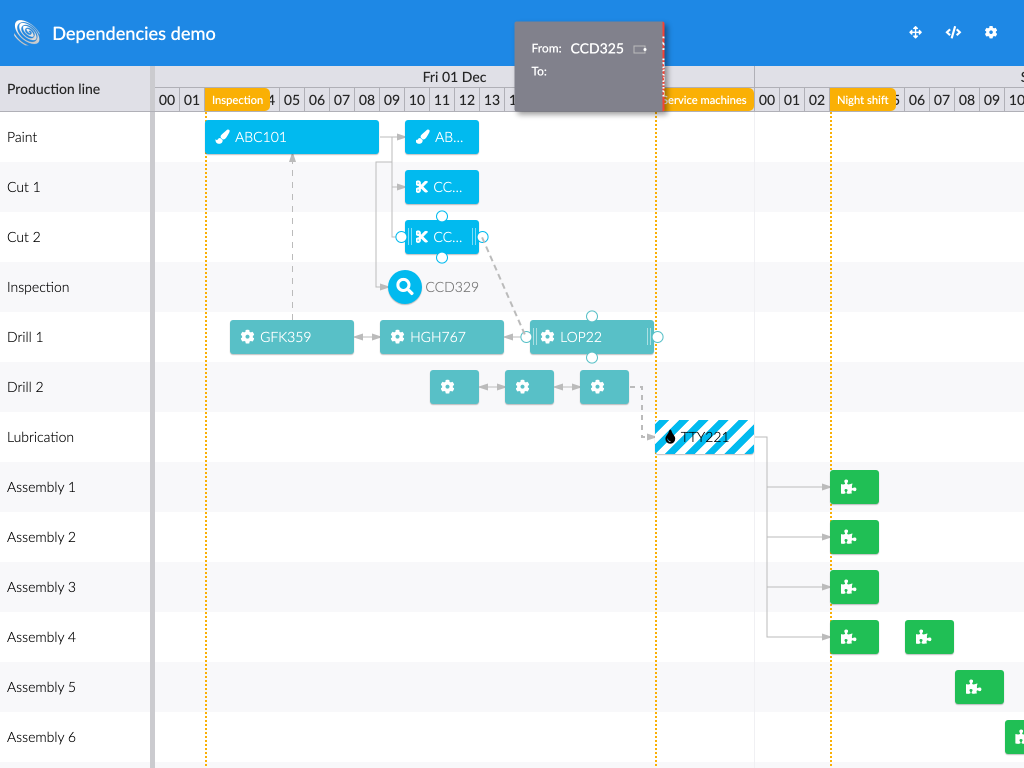 Dependencies demo
From: CCD325
To:
Production line
Fri 01 Dec
S
00 01 Inspection 4 05 06 07 08 09 10 11 12 13 1 ervice machines 00 01 02 Night shift 06 07 08 09 10
Paint ABC101 AB...
Cut 1 CC...
Cut 2 CC...
Inspection CCD329
Drill 1 GFK359 HGH767 LOP22
Drill 2
Lubrication TTY221
Assembly 1
Assembly 2
Assembly 3
Assembly 4
Assembly 5
Assembly 6